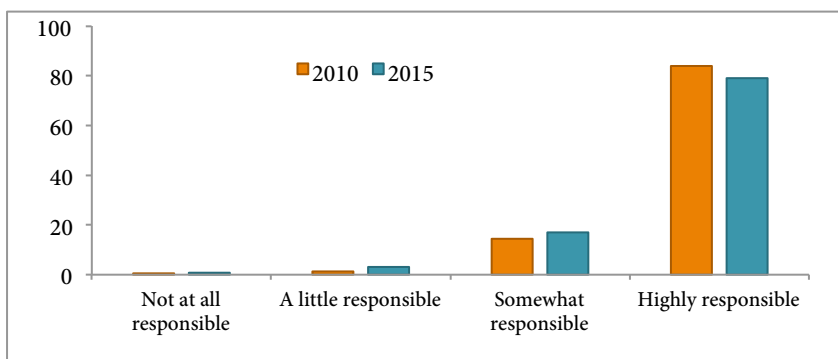 100
80
60
40
20
0
2010 2015
Not at all
responsible
A little responsible
Somewhat
responsible
Highly responsible